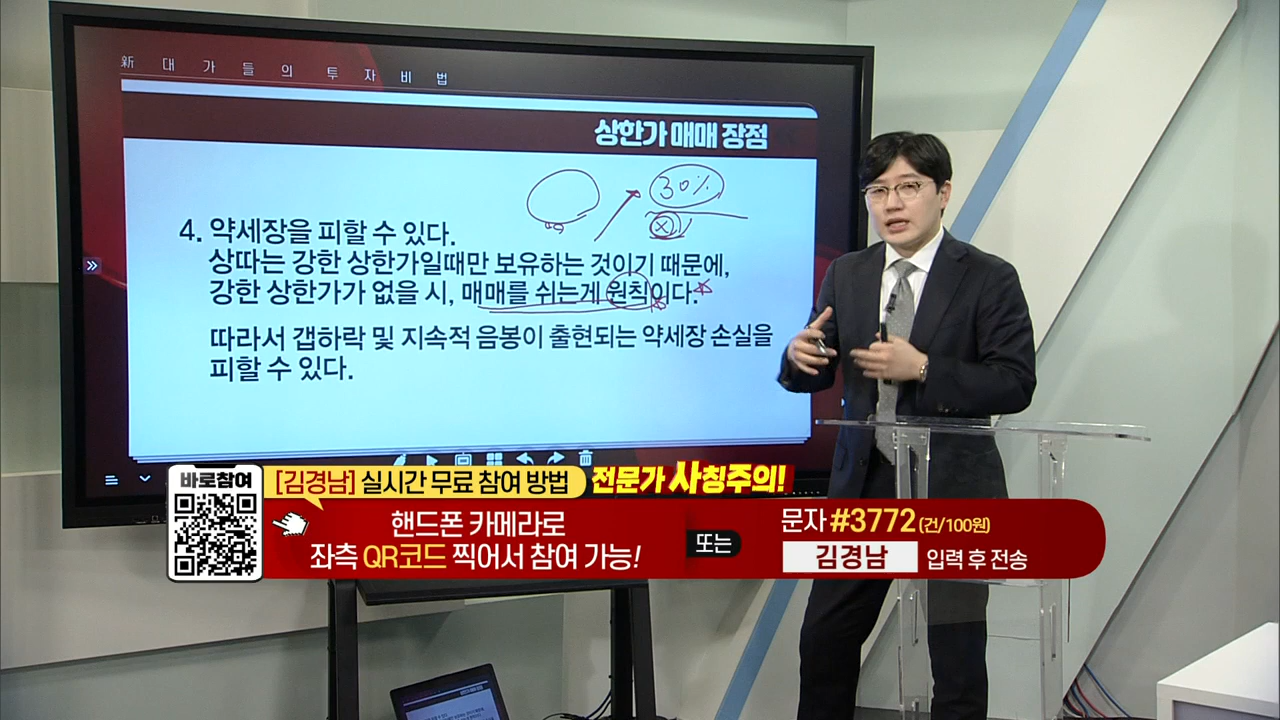 新 대 가 들 의 투 자 비 법
상한가 매매 장점
30%
4. 약세장을 피할 수 있다.
상따는 강한 상한가일때만 보유하는 것이기 때문에,
강한 상한가가 없을 시, 매매를 쉬는게 원칙이다.
따라서 갭하락 및 지속적 음봉이 출현되는 약세장 손실을
피할 수 있다.
바로참여
[김경남] 실시간 무료 참여 방법
전문가 사칭주의!
핸드폰 카메라로
좌측 QR코드 찍어서 참여 가능!
또는
문자 #3772 (건/100원)
김경남 입력 후 전송